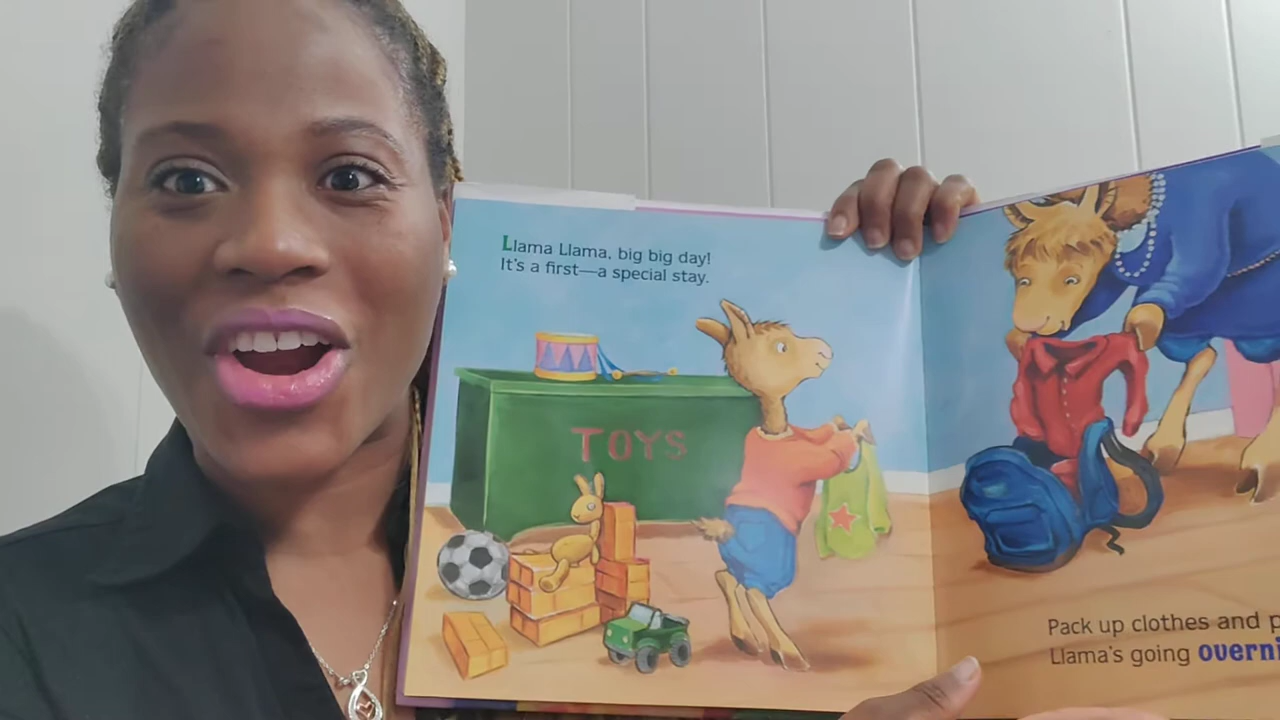 Llama Llama, big big day!
It's a first—a special stay.
TOYS
Pack up clothes and
Llama's going